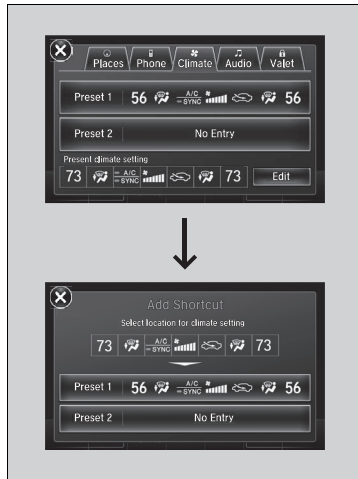 Places Phone Climate Audio Valet
Preset 1 56 A/C SYNC 56
Preset 2 No Entry
Present climate setting
73 A/C SYNC 73 Edit
Add Shortcut
Select location for climate setting
73 A/C SYNC 73
Preset 1 56 A/C SYNC 56
Preset 2 No Entry